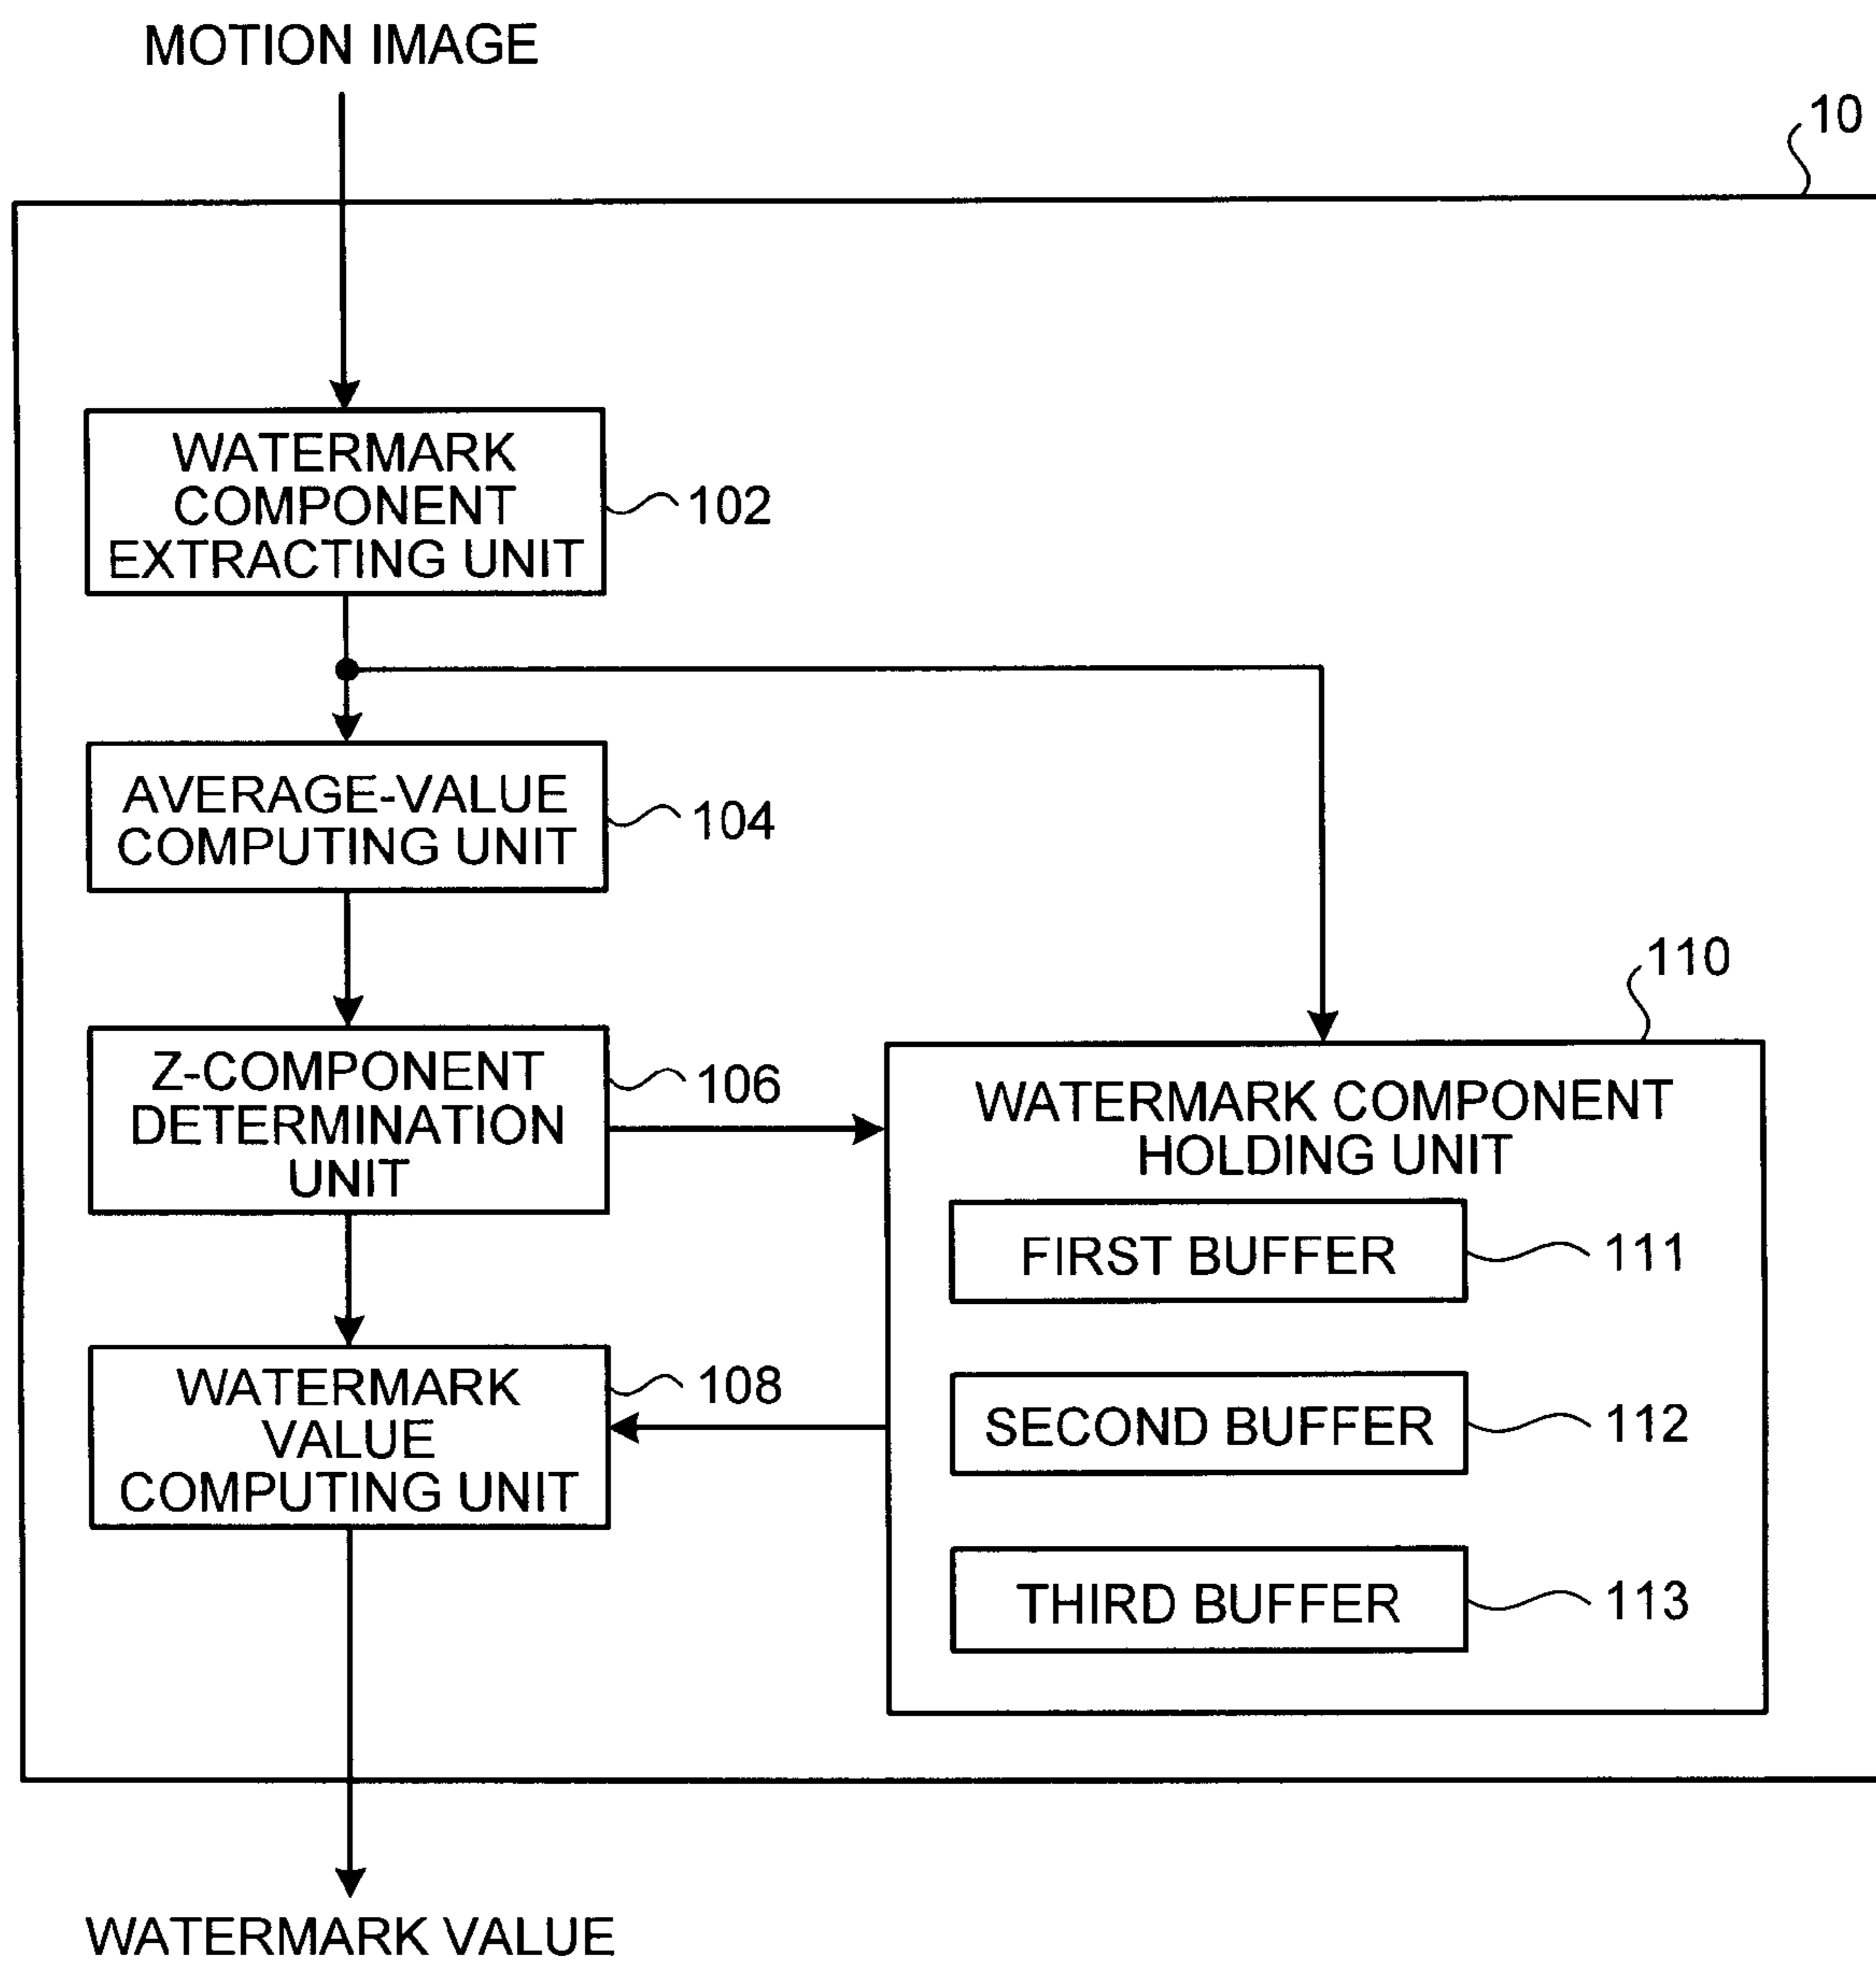 MOTION IMAGE
10
WATERMARK
COMPONENT
EXTRACTING UNIT
102
AVERAGE-VALUE
COMPUTING UNIT
104
110
Z-COMPONENT
DETERMINATION
UNIT
106
WATERMARK COMPONENT
HOLDING UNIT
FIRST BUFFER
111
WATERMARK
VALUE
COMPUTING UNIT
108
SECOND BUFFER
112
THIRD BUFFER
113
WATERMARK VALUE